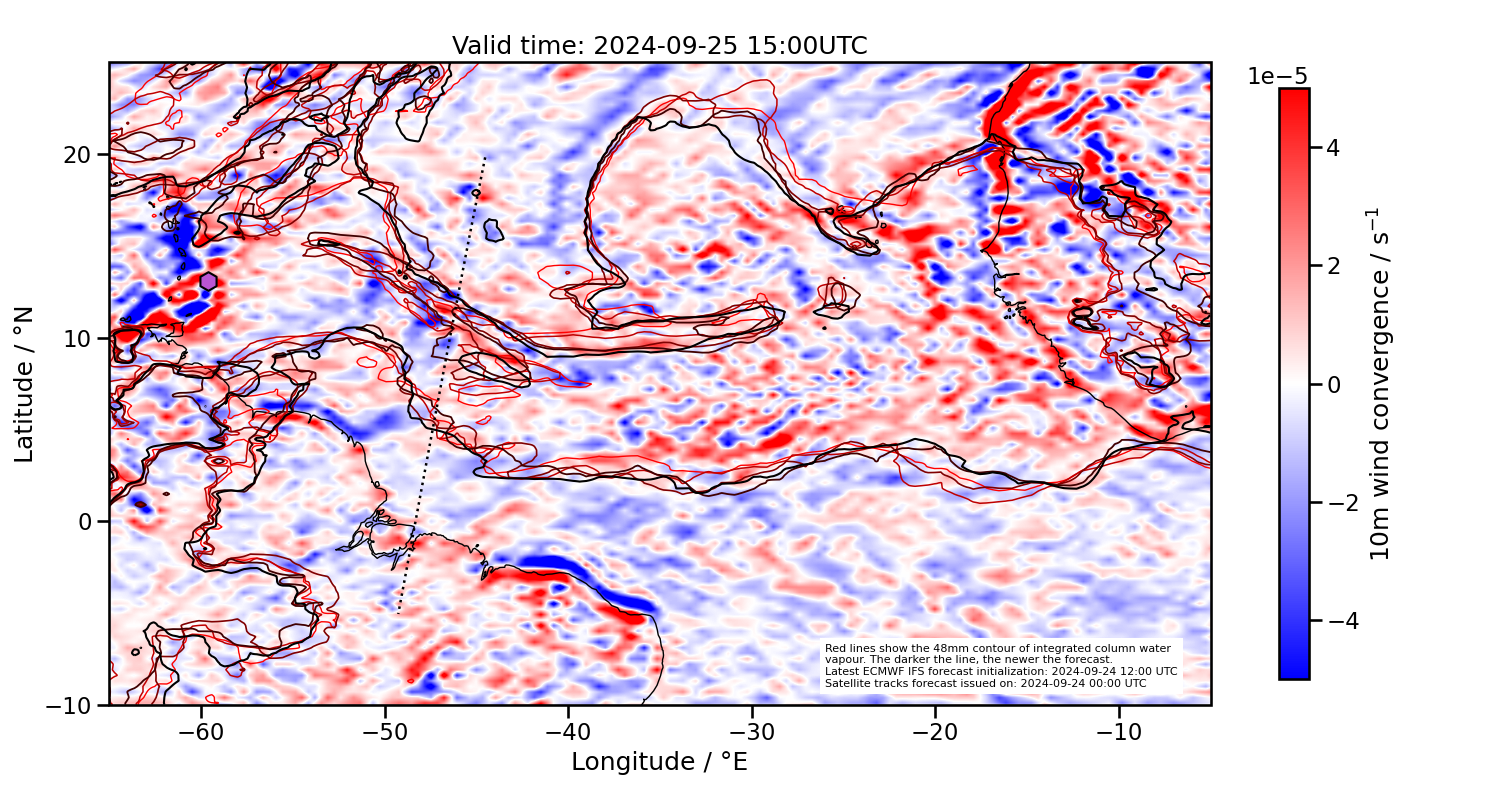 Valid time: 2024-09-25 15:00UTC
1e−5
20
10
0
−10
Latitude / °N
−60
−50
−40
−30
−20
−10
Longitude / °E
4
2
0
−2
−4
10m wind convergence / s⁻¹
Red lines show the 48mm contour of integrated column water
vapour. The darker the line, the newer the forecast.
Latest ECMWF IFS forecast initialization: 2024-09-24 12:00 UTC
Satellite tracks forecast issued on: 2024-09-24 00:00 UTC